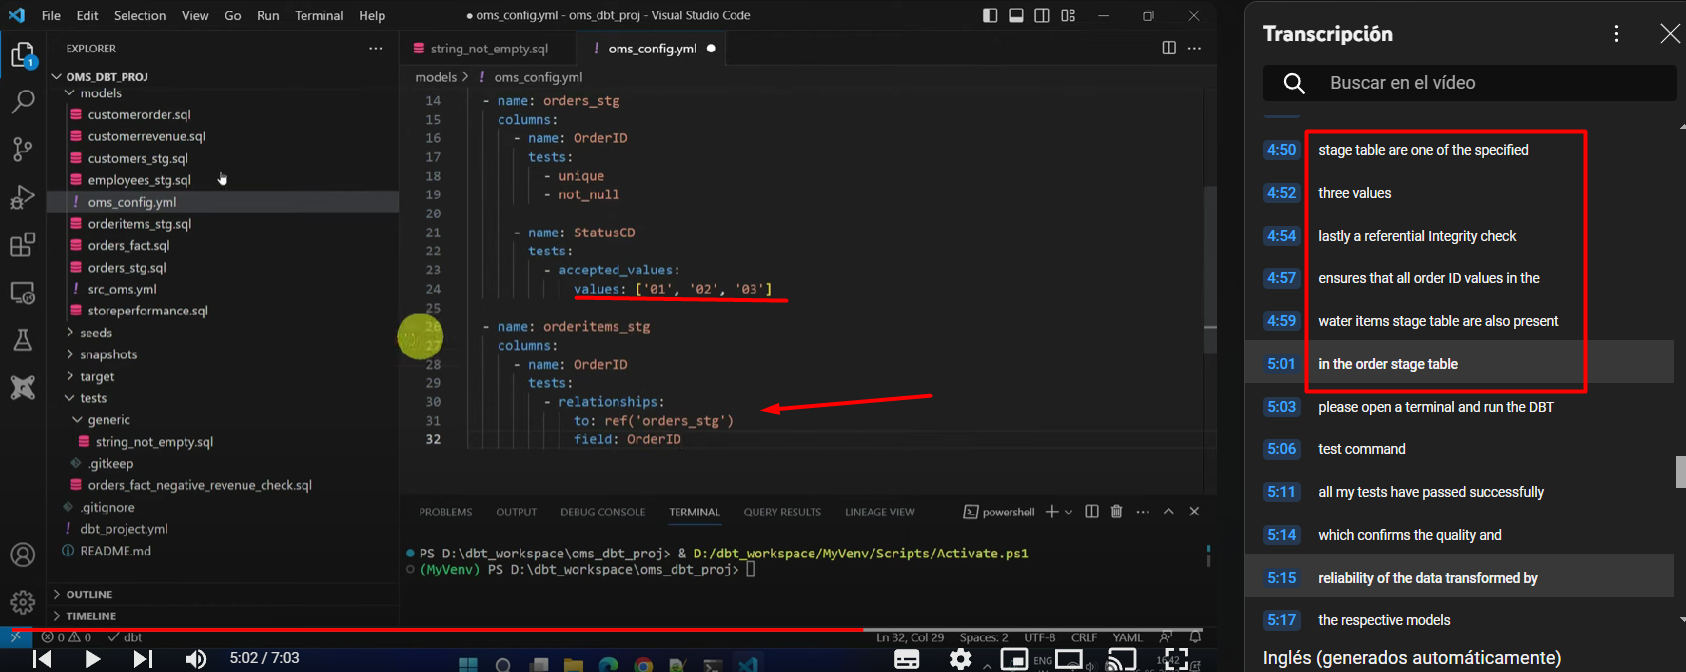 File Edit Selection View Go Run Terminal Help
● oms_config.yml - oms_dbt_proj - Visual Studio Code
EXPLORER
OMS_DBT_PROJ
models
customerorder.sql
customerrevenue.sql
customers_stg.sql
employees_stg.sql
! oms_config.yml
orderitems_stg.sql
orders_fact.sql
orders_stg.sql
! src_oms.yml
storeperformance.sql
seeds
snapshots
target
tests
generic
string_not_empty.sql
.gitkeep
orders_fact_negative_revenue_check.sql
.gitignore
! dbt_project.yml
README.md
OUTLINE
TIMELINE
1
string_not_empty.sql
! oms_config.yml ●
models > ! oms_config.yml
14 - name: orders_stg
15 columns:
16 - name: OrderID
17 tests:
18 - unique
19 - not_null
20
21 - name: StatusCD
22 tests:
23 - accepted_values:
24 values: ['01', '02', '03']
25
26 - name: orderitems_stg
27 columns:
28 - name: OrderID
29 tests:
30 - relationships:
31 to: ref('orders_stg')
32 field: OrderID
PROBLEMS OUTPUT DEBUG CONSOLE TERMINAL QUERY RESULTS LINEAGE VIEW
powershell
PS D:\dbt_workspace\oms_dbt_proj> & D:/dbt_workspace/MyVenv/Scripts/Activate.ps1
(MyVenv) PS D:\dbt_workspace\oms_dbt_proj>
0 0 dbt
Ln 32, Col 29 Spaces: 2 UTF-8 CRLF YAML
5:02 / 7:03
ENG
Transcripción
Buscar en el vídeo
4:50 stage table are one of the specified
4:52 three values
4:54 lastly a referential Integrity check
4:57 ensures that all order ID values in the
4:59 water items stage table are also present
5:01 in the order stage table
5:03 please open a terminal and run the DBT
5:06 test command
5:11 all my tests have passed successfully
5:14 which confirms the quality and
5:15 reliability of the data transformed by
5:17 the respective models
Inglés (generados automáticamente)